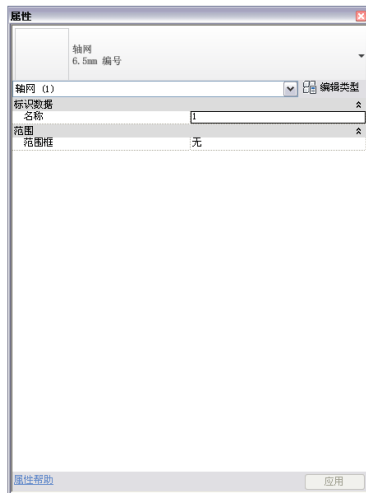 属性
轴网
6.5mm 编号
轴网 (1)
编辑类型
标识数据
名称 1
范围
范围框 无
属性帮助
应用